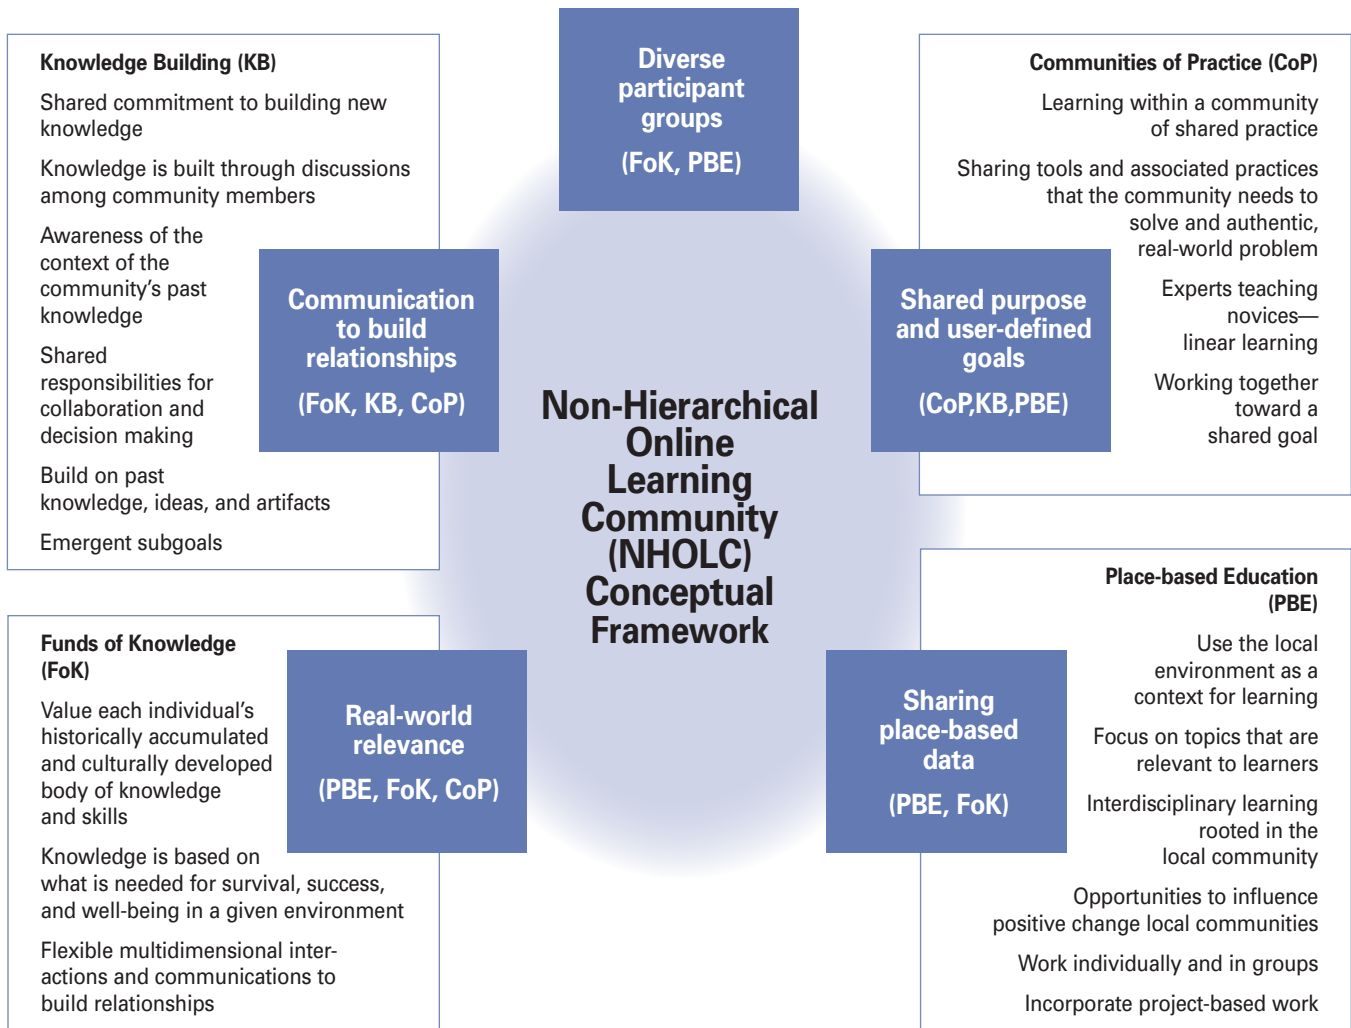 Knowledge Building (KB)
Shared commitment to building new
knowledge
Knowledge is built through discussions
among community members
Awareness of the
context of the
community’s past
knowledge
Shared
responsibilities for
collaboration and
decision making
Build on past
knowledge, ideas, and artifacts
Emergent subgoals
Communication
to build
relationships
(FoK, KB, CoP)
Diverse
participant
groups
(FoK, PBE)
Communities of Practice (CoP)
Learning within a community
of shared practice
Sharing tools and associated practices
that the community needs to
solve and authentic,
real-world problem
Experts teaching
novices—
linear learning
Working together
toward a
shared goal
Shared purpose
and user-defined
goals
(CoP,KB,PBE)
Non-Hierarchical
Online
Learning
Community
(NHOLC)
Conceptual
Framework
Funds of Knowledge
(FoK)
Value each individual’s
historically accumulated
and culturally developed
body of knowledge
and skills
Knowledge is based on
what is needed for survival, success,
and well-being in a given environment
Flexible multidimensional inter-
actions and communications to
build relationships
Real-world
relevance
(PBE, FoK, CoP)
Sharing
place-based
data
(PBE, FoK)
Place-based Education
(PBE)
Use the local
environment as a
context for learning
Focus on topics that are
relevant to learners
Interdisciplinary learning
rooted in the
local community
Opportunities to influence
positive change local communities
Work individually and in groups
Incorporate project-based work